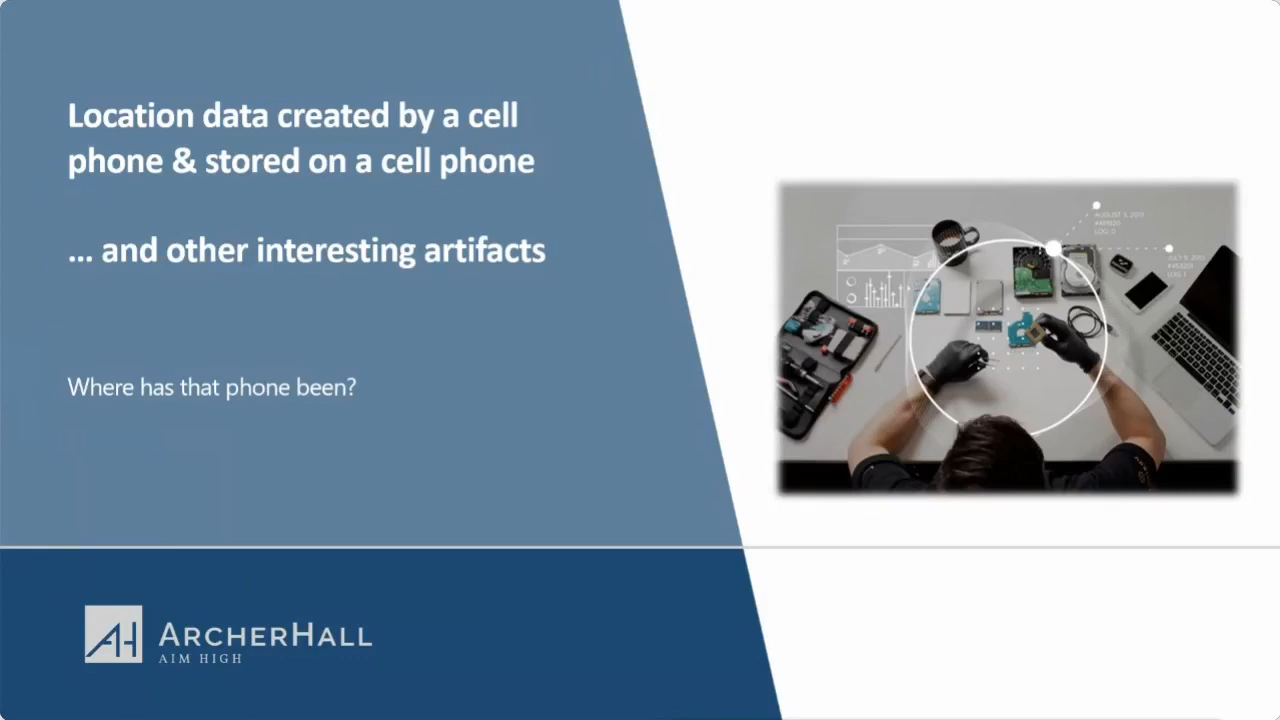 Location data created by a cell
phone & stored on a cell phone
... and other interesting artifacts
Where has that phone been?
AH ARCHERHALL
AIM HIGH